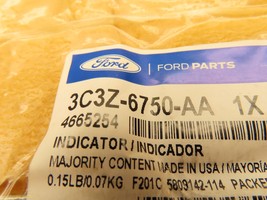 Ford FORD PARTS
3C3Z-6750-AA 1X
4665254
INDICATOR/INDICADOR
MAJORITY CONTENT MADE IN USA/MAYORÍA
0.15LB/0.07KG F201C 5809142-114 PACKE